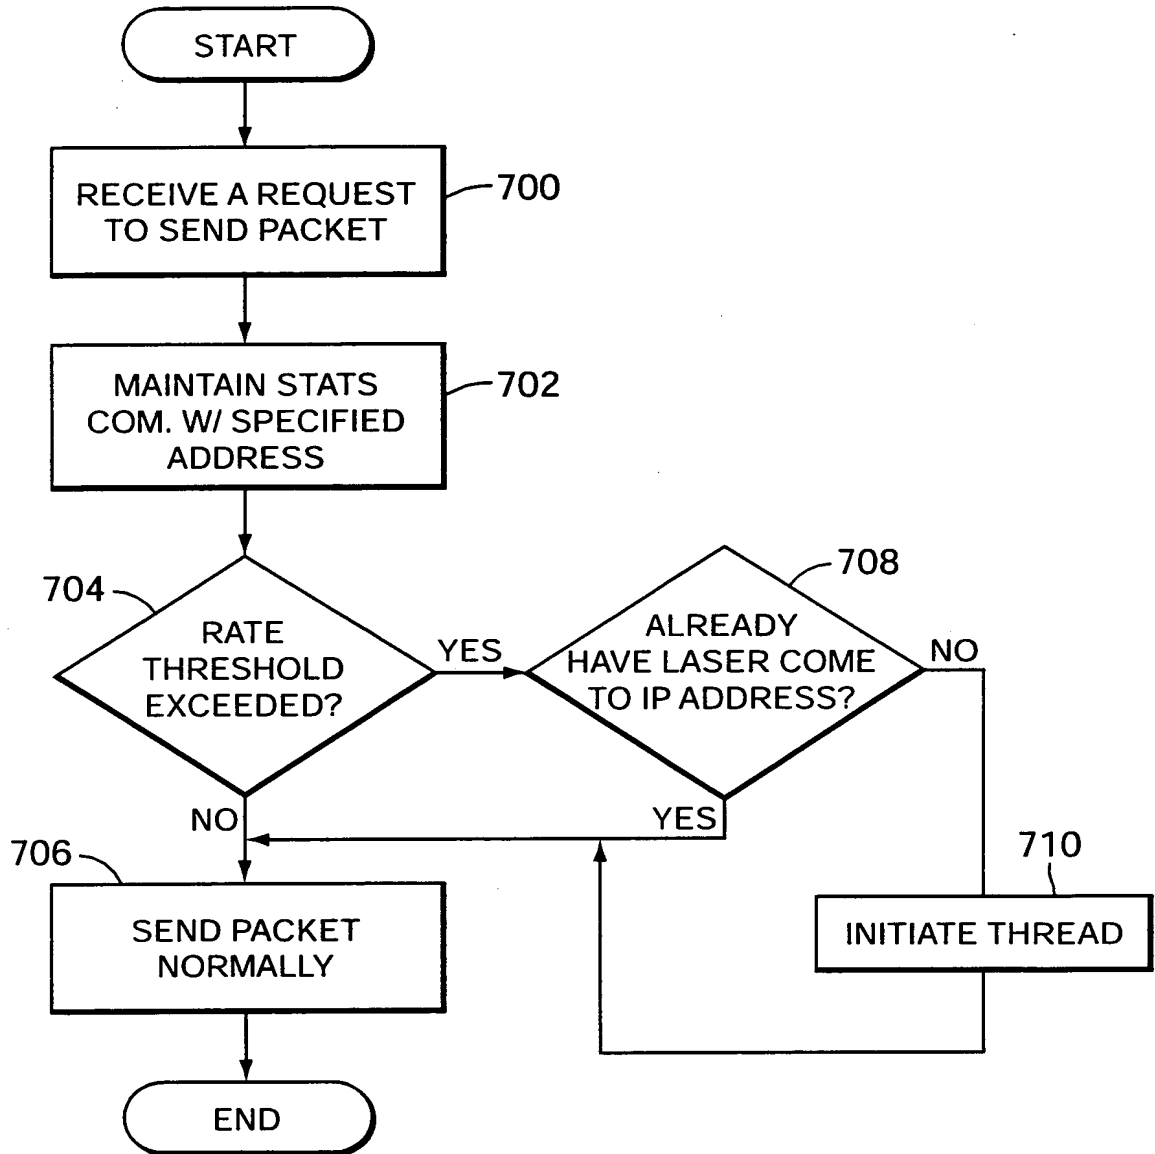 START
RECEIVE A REQUEST
TO SEND PACKET
700
MAINTAIN STATS
COM. W/ SPECIFIED
ADDRESS
702
704
RATE
THRESHOLD
EXCEEDED?
YES
708
ALREADY
HAVE LASER COME
TO IP ADDRESS?
NO
NO
YES
706
SEND PACKET
NORMALLY
710
INITIATE THREAD
END